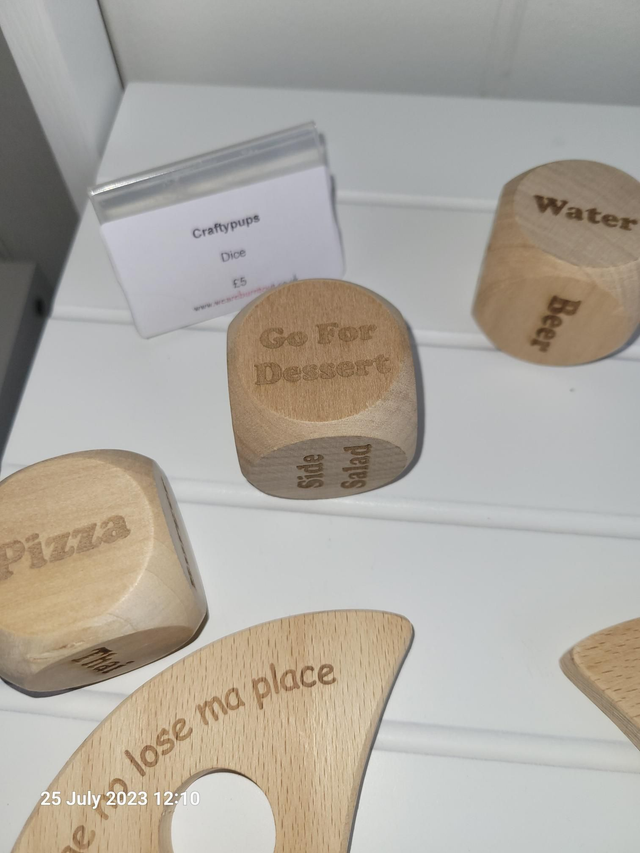 Craftypups
Dice
£5
Water
Beer
Go For
Dessert
Side
Salad
Pizza
Thai
no lose ma place
25 July 2023 12:10